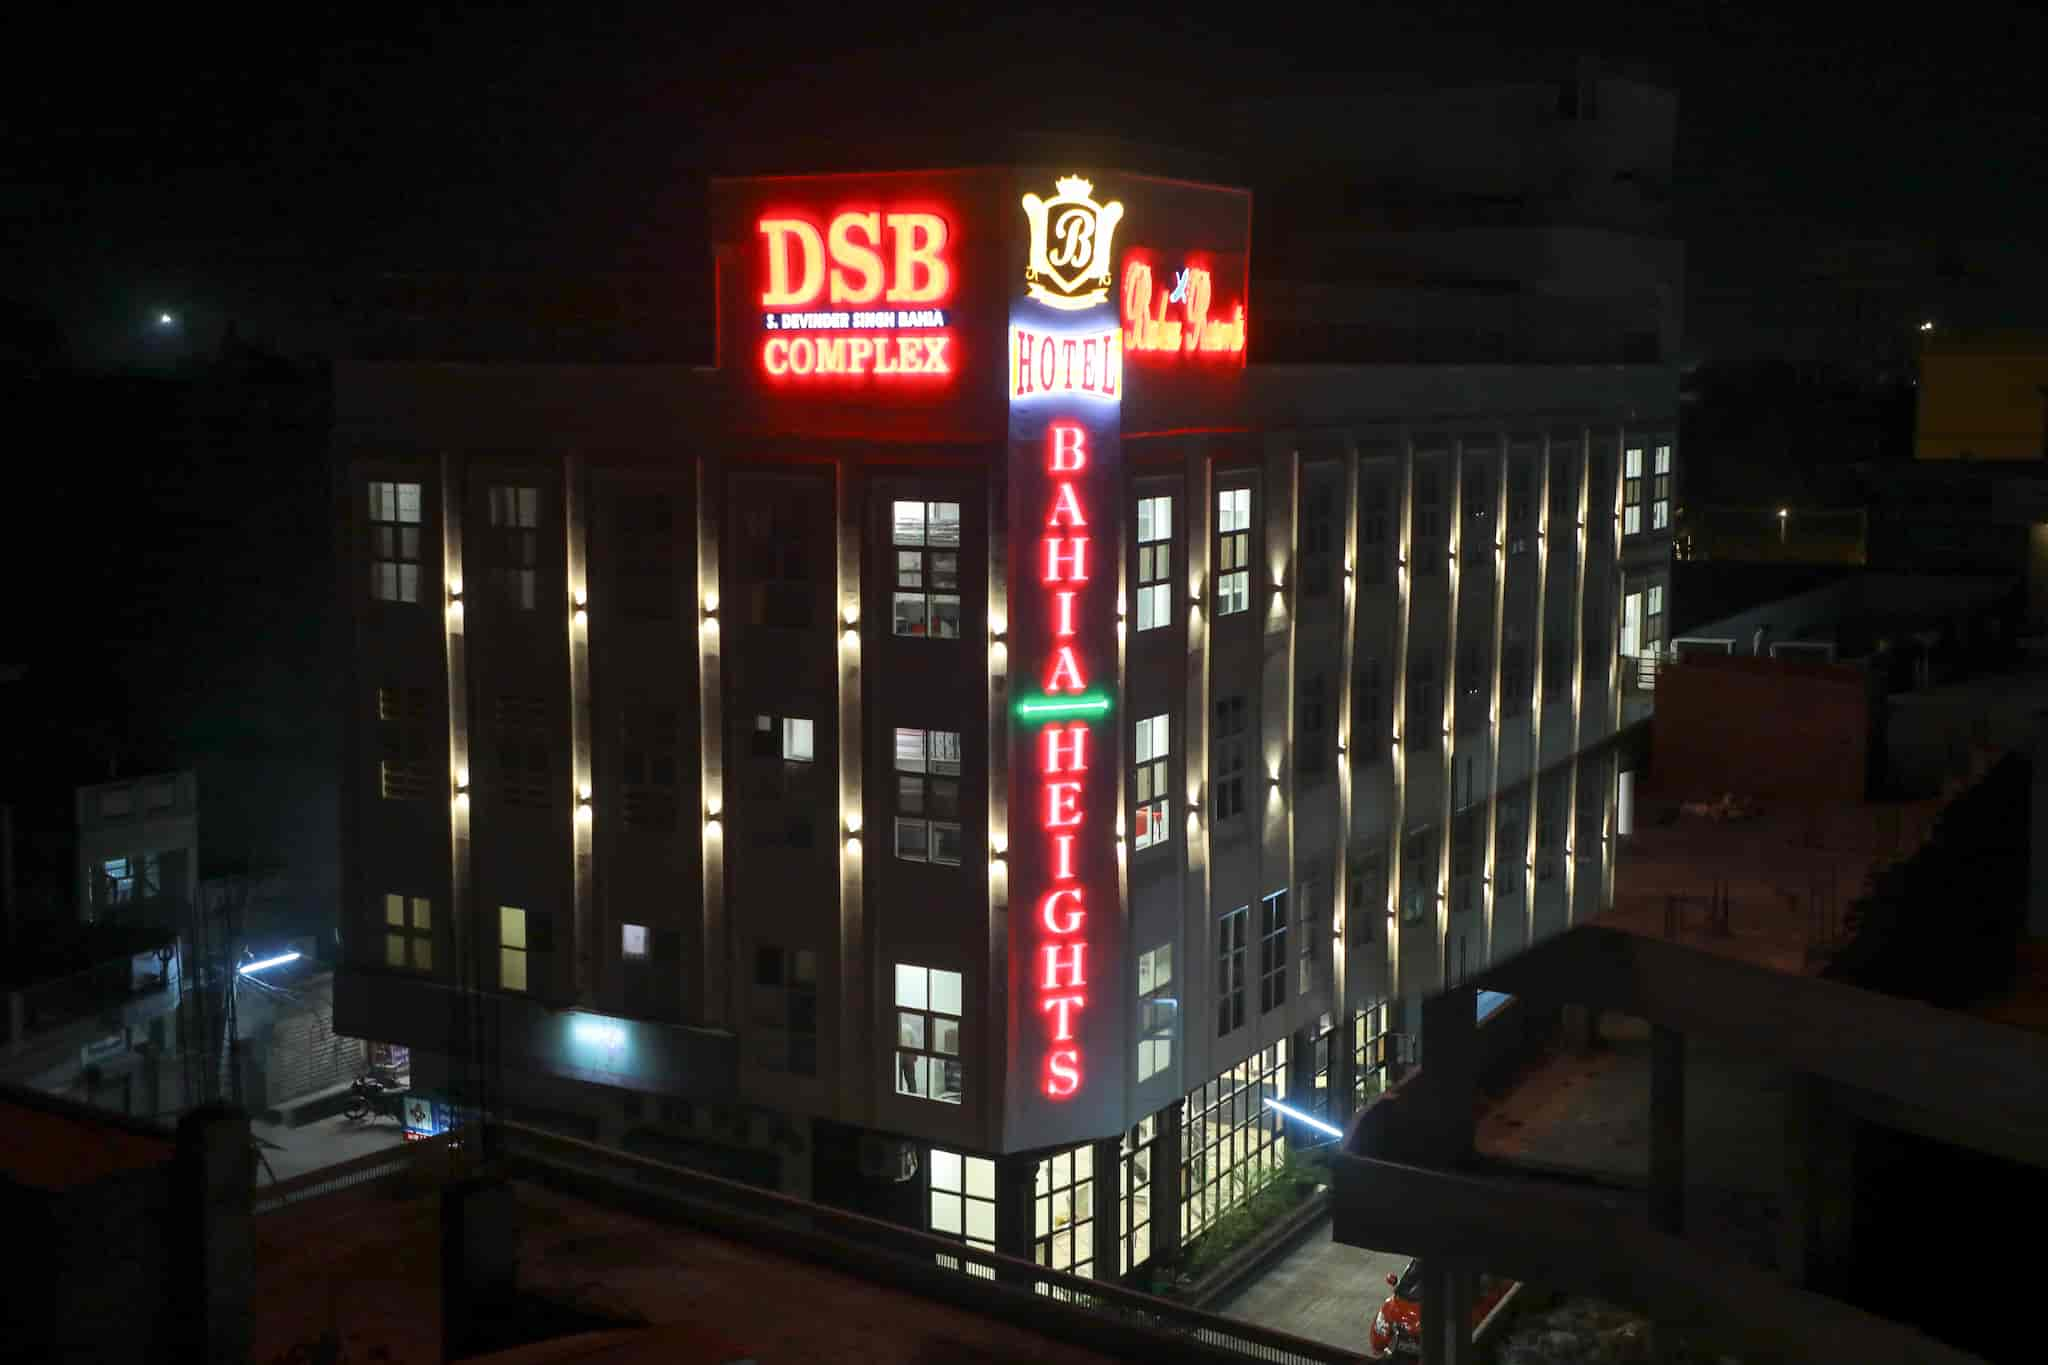 DSB
S. DEVINDER SINGH BAHIA
COMPLEX
B
HOTEL
BAHIA
HEIGHTS